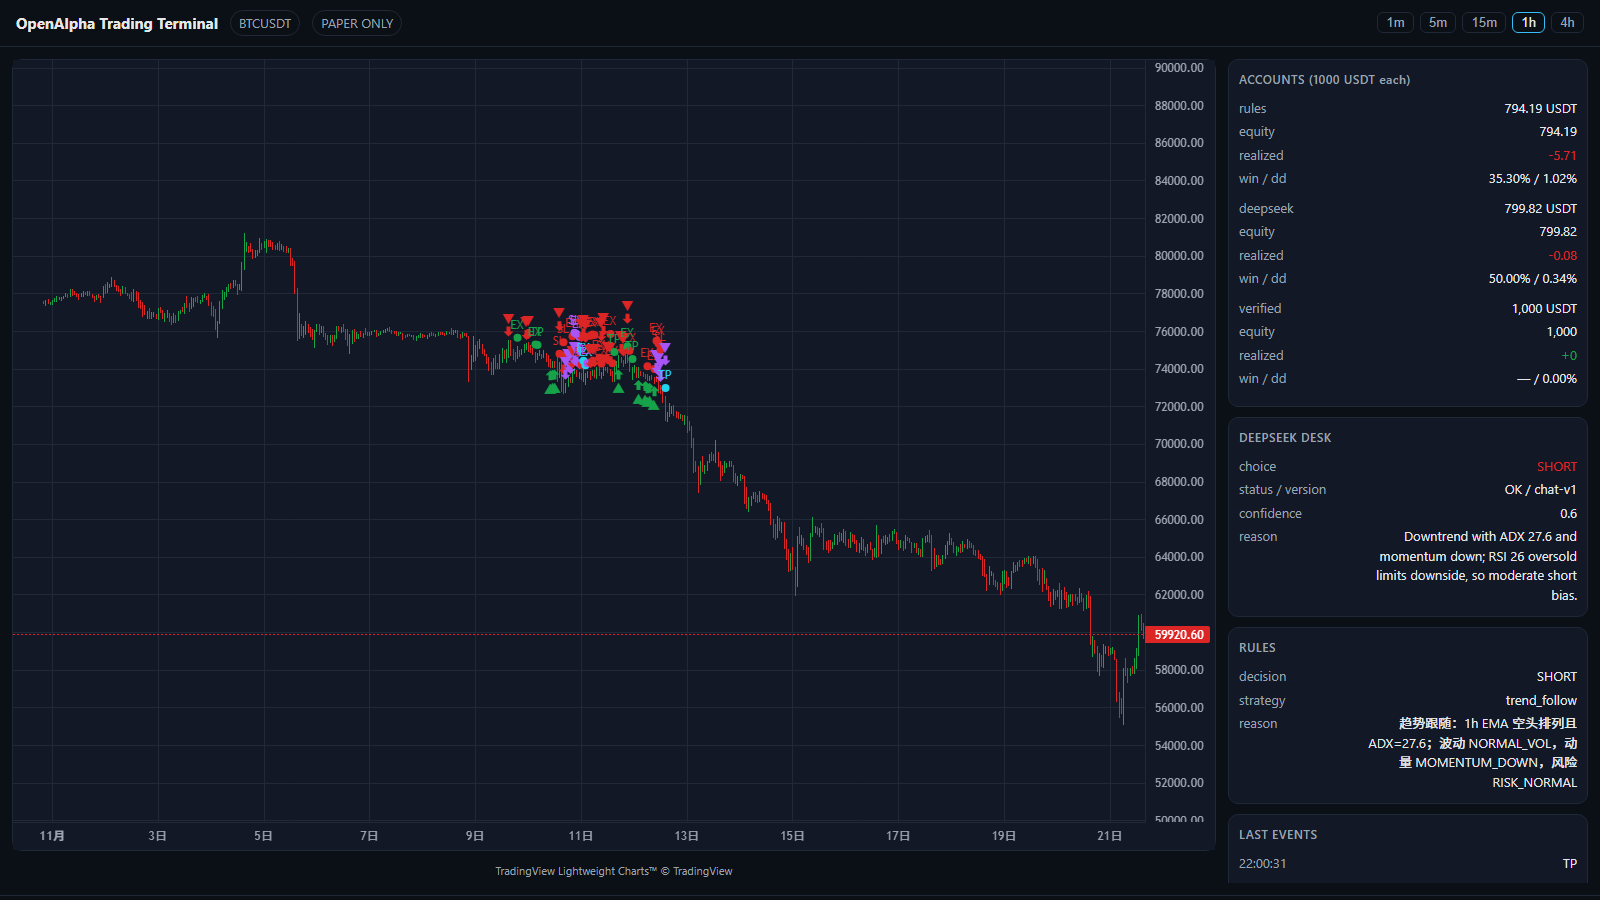 OpenAlpha Trading Terminal
BTCUSDT
PAPER ONLY
1m
5m
15m
1h
4h
90000.00
88000.00
86000.00
84000.00
82000.00
80000.00
78000.00
76000.00
74000.00
72000.00
70000.00
68000.00
66000.00
64000.00
62000.00
59920.60
58000.00
56000.00
54000.00
52000.00
50000.00
EX
TP
11月
3日
5日
7日
9日
11日
13日
15日
17日
19日
21日
TradingView Lightweight Charts™ © TradingView
ACCOUNTS (1000 USDT each)
rules 794.19 USDT
equity 794.19
realized -5.71
win / dd 35.30% / 1.02%
deepseek 799.82 USDT
equity 799.82
realized -0.08
win / dd 50.00% / 0.34%
verified 1,000 USDT
equity 1,000
realized +0
win / dd — / 0.00%
DEEPSEEK DESK
choice SHORT
status / version OK / chat-v1
confidence 0.6
reason Downtrend with ADX 27.6 and
momentum down; RSI 26 oversold
limits downside, so moderate short
bias.
RULES
decision SHORT
strategy trend_follow
reason 趋势跟随：1h EMA 空头排列且
ADX=27.6；波动 NORMAL_VOL，动
量 MOMENTUM_DOWN，风险
RISK_NORMAL
LAST EVENTS
22:00:31 TP